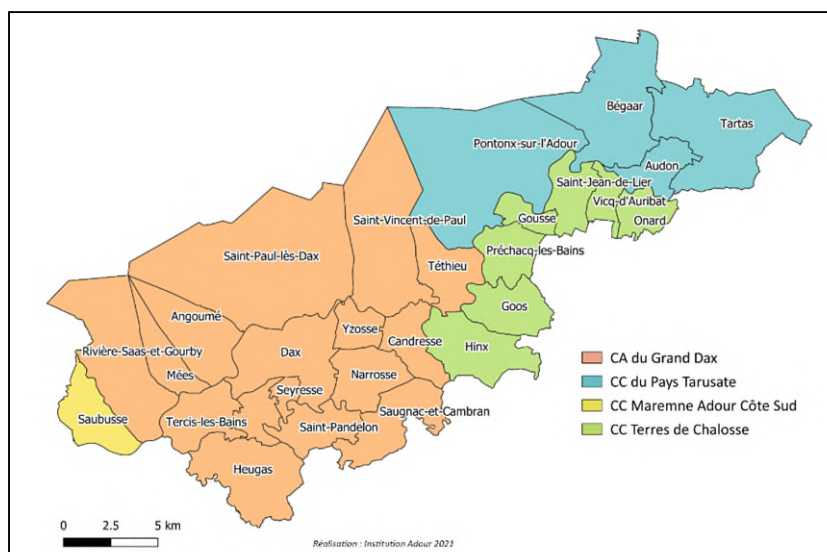 Bégaar
Tartas
Pontonx-sur-l'Adour
Audon
Saint-Jean-de-Lier
Vicq-d'Auribat
Saint-Vincent-de-Paul
Gousse
Onard
Saint-Paul-lès-Dax
Préchacq-les-Bains
Téthieu
Goos
Angoumé
Yzosse
Candresse
Rivière-Saas-et-Gourby
Dax
Hinx
Mées
Narrosse
Seyresse
Saugnac-et-Cambran
Saubusse
Tercis-les-Bains
Saint-Pandelon
Heugas
CA du Grand Dax
CC du Pays Tarusate
CC Maremne Adour Côte Sud
CC Terres de Chalosse
0 2.5 5 km
Réalisation : Institution Adour 2021